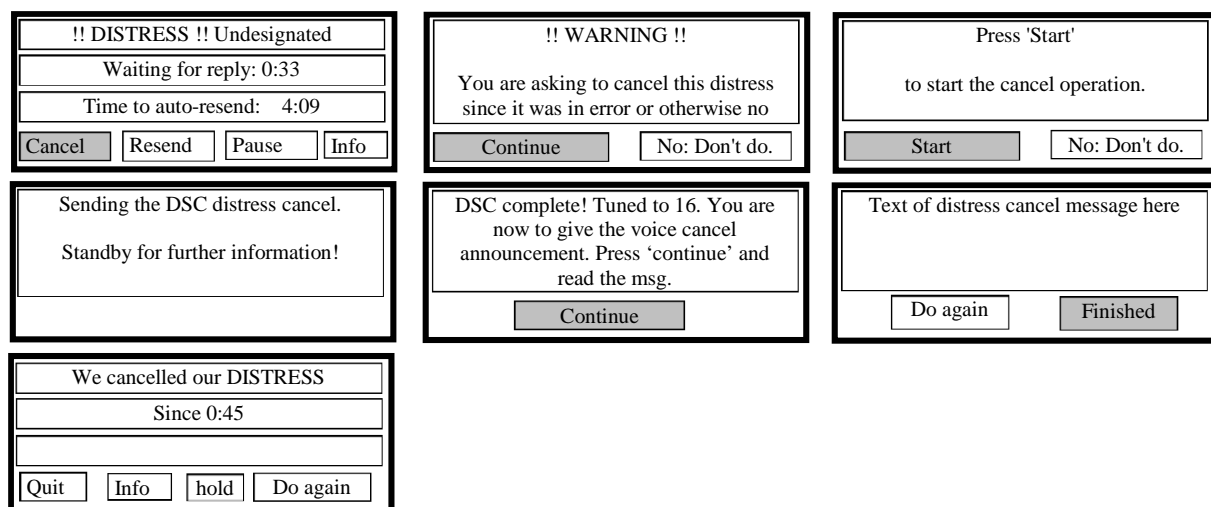 !! DISTRESS !! Undesignated
Waiting for reply: 0:33
Time to auto-resend: 4:09
Cancel Resend Pause Info
!! WARNING !!
You are asking to cancel this distress
since it was in error or otherwise no
Continue No: Don't do.
Press 'Start'
to start the cancel operation.
Start No: Don't do.
Sending the DSC distress cancel.
Standby for further information!
DSC complete! Tuned to 16. You are
now to give the voice cancel
announcement. Press ‘continue’ and
read the msg.
Continue
Text of distress cancel message here
Do again Finished
We cancelled our DISTRESS
Since 0:45
Quit Info hold Do again